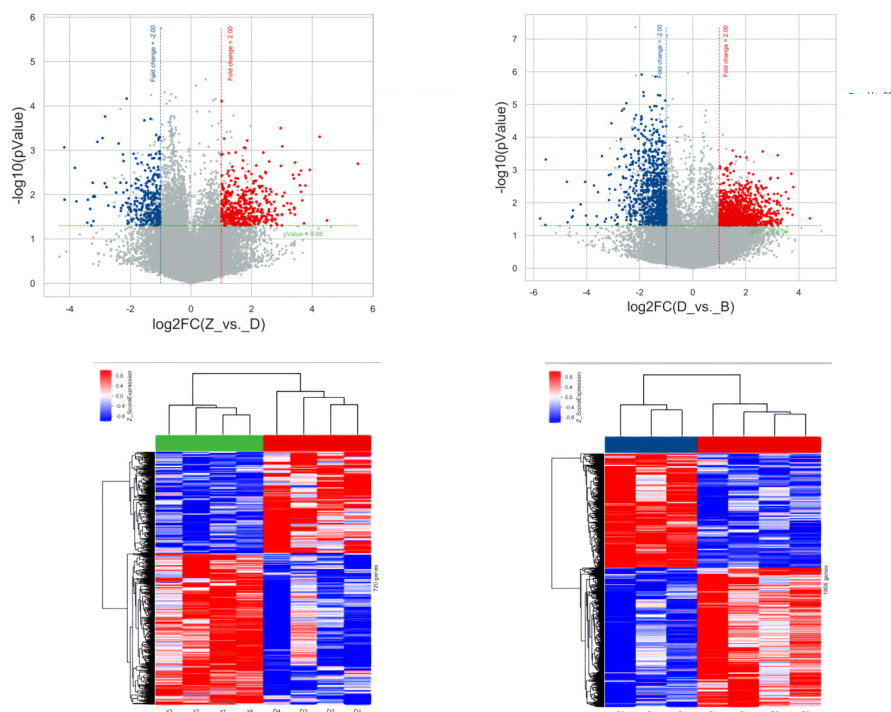 6
5
4
3
2
1
0
-log10(pValue)
Fold change = -2.00
Fold change = 2.00
pValue = 0.05
-4
-2
0
2
4
6
log2FC(Z_vs._D)
7
6
5
4
3
2
1
0
-log10(pValue)
Fold change = -2.00
Fold change = 2.00
-6
-4
-2
0
2
4
log2FC(D_vs._B)
0.8
0.4
0.0
-0.4
-0.8
Z_ScoreExpression
720 genes
D4
D3
D2
D1
0.8
0.4
0.0
-0.4
-0.8
Z_ScoreExpression
genes